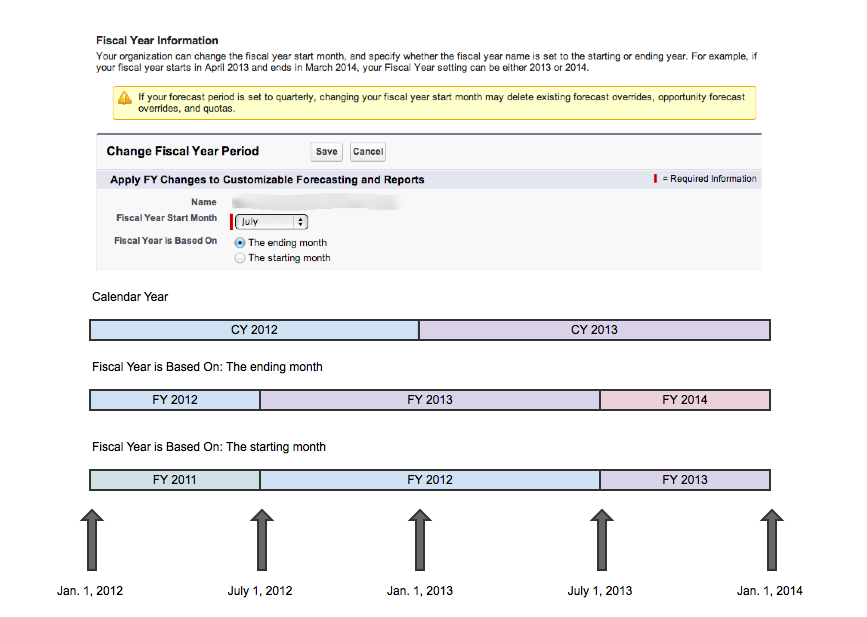 Fiscal Year Information
Your organization can change the fiscal year start month, and specify whether the fiscal year name is set to the starting or ending year. For example, if
your fiscal year starts in April 2013 and ends in March 2014, your Fiscal Year setting can be either 2013 or 2014.
If your forecast period is set to quarterly, changing your fiscal year start month may delete existing forecast overrides, opportunity forecast
overrides, and quotas.
Change Fiscal Year Period Save Cancel
Apply FY Changes to Customizable Forecasting and Reports = Required Information
Name
Fiscal Year Start Month July
Fiscal Year is Based On The ending month
The starting month
Calendar Year
CY 2012 CY 2013
Fiscal Year is Based On: The ending month
FY 2012 FY 2013 FY 2014
Fiscal Year is Based On: The starting month
FY 2011 FY 2012 FY 2013
Jan. 1, 2012 July 1, 2012 Jan. 1, 2013 July 1, 2013 Jan. 1, 2014